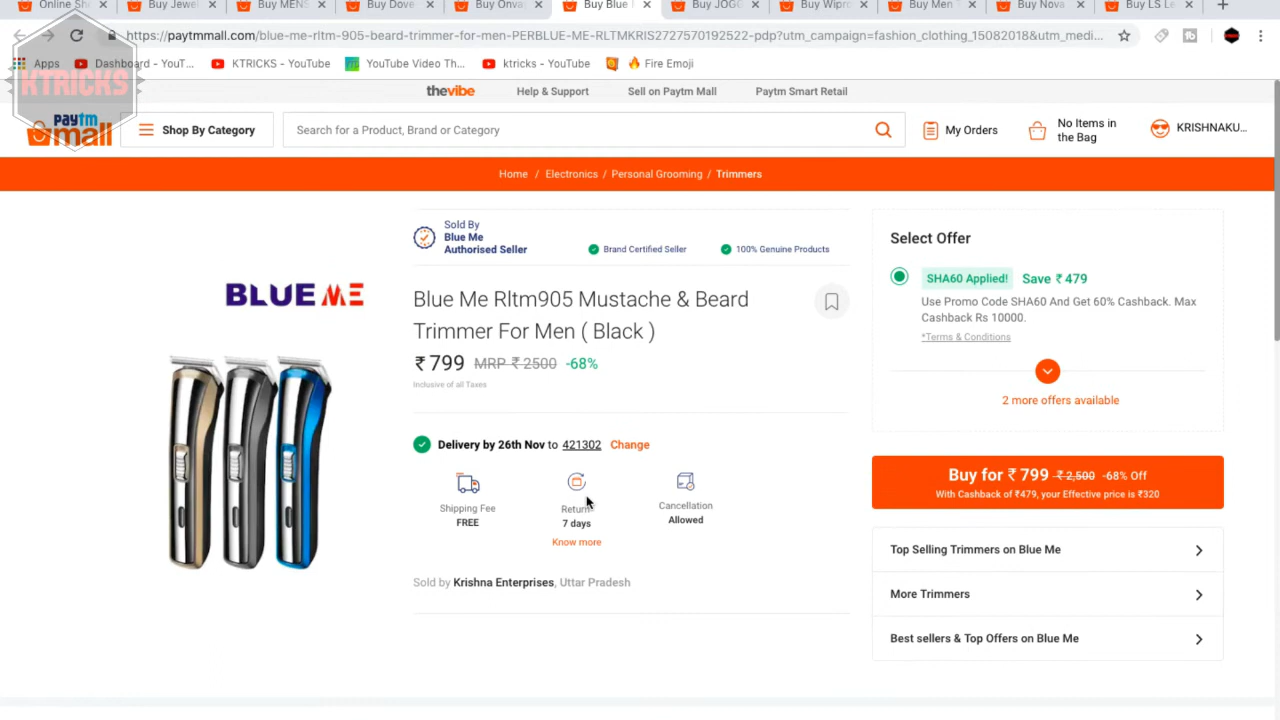 Online Sh
Buy Jewel
Buy MENS
Buy Dove
Buy Onva
Buy Blue
Buy JOGG
Buy Wipro
Buy Men T
Buy Nova
Buy LS Le
https://paytmmall.com/blue-me-rltm-905-beard-trimmer-for-men-PERBLUE-ME-RLTMKRIS2727570192522-pdp?utm_campaign=fashion_clothing_15082018&utm_medi...
Apps
Dashboard - YouT...
KTRICKS - YouTube
YouTube Video Th...
ktricks - YouTube
🔥 Fire Emoji
KTRICKS
thevibe
Help & Support
Sell on Paytm Mall
Paytm Smart Retail
paytm
mall
Shop By Category
Search for a Product, Brand or Category
My Orders
No Items in
the Bag
KRISHNAKU...
Home / Electronics / Personal Grooming / Trimmers
Sold By
Blue Me
Authorised Seller
Brand Certified Seller
100% Genuine Products
BLUE ME
Blue Me Rltm905 Mustache & Beard
Trimmer For Men ( Black )
₹799 MRP ₹2500 -68%
Inclusive of all Taxes
Delivery by 26th Nov to 421302 Change
Shipping Fee
FREE
Return
7 days
Know more
Cancellation
Allowed
Sold by Krishna Enterprises, Uttar Pradesh
Select Offer
SHA60 Applied! Save ₹479
Use Promo Code SHA60 And Get 60% Cashback. Max
Cashback Rs 10000.
*Terms & Conditions
2 more offers available
Buy for ₹799 ₹2,500 -68% Off
With Cashback of ₹479, your Effective price is ₹320
Top Selling Trimmers on Blue Me
More Trimmers
Best sellers & Top Offers on Blue Me